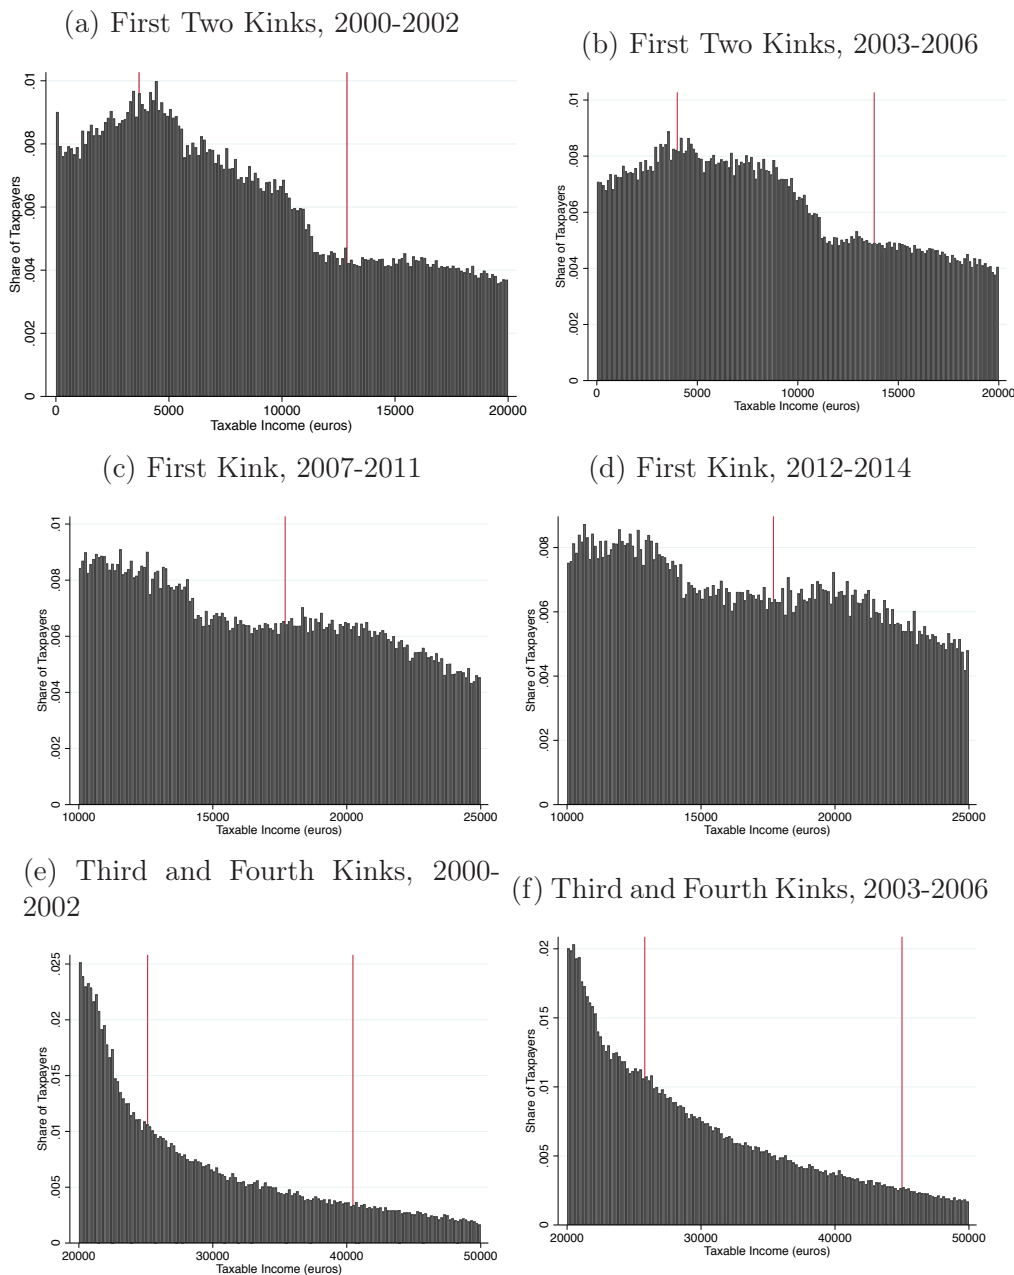 (a) First Two Kinks, 2000-2002
.01
.008
.006
.004
.002
0
Share of Taxpayers
0 5000 10000 15000 20000
Taxable Income (euros)
(b) First Two Kinks, 2003-2006
.01
.008
.006
.004
.002
0
Share of Taxpayers
0 5000 10000 15000 20000
Taxable Income (euros)
(c) First Kink, 2007-2011
.01
.008
.006
.004
.002
0
Share of Taxpayers
10000 15000 20000 25000
Taxable Income (euros)
(d) First Kink, 2012-2014
.008
.006
.004
.002
0
Share of Taxpayers
10000 15000 20000 25000
Taxable Income (euros)
(e) Third and Fourth Kinks, 2000-
2002
.025
.02
.015
.01
.005
0
Share of Taxpayers
20000 30000 40000 50000
Taxable Income (euros)
(f) Third and Fourth Kinks, 2003-2006
.02
.015
.01
.005
0
Share of Taxpayers
20000 30000 40000 50000
Taxable Income (euros)